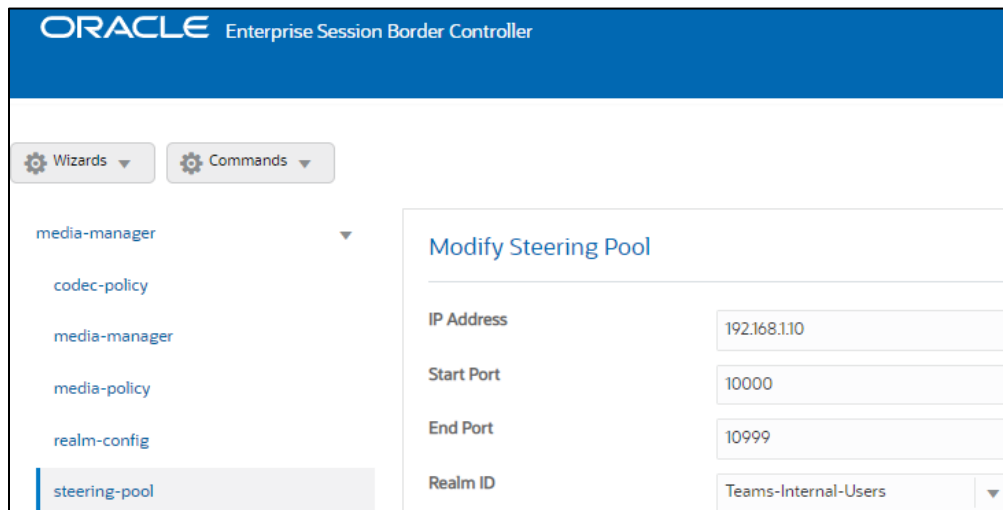 ORACLE Enterprise Session Border Controller
Wizards Commands
media-manager
codec-policy
media-manager
media-policy
realm-config
steering-pool
Modify Steering Pool
IP Address 192.168.1.10
Start Port 10000
End Port 10999
Realm ID Teams-Internal-Users